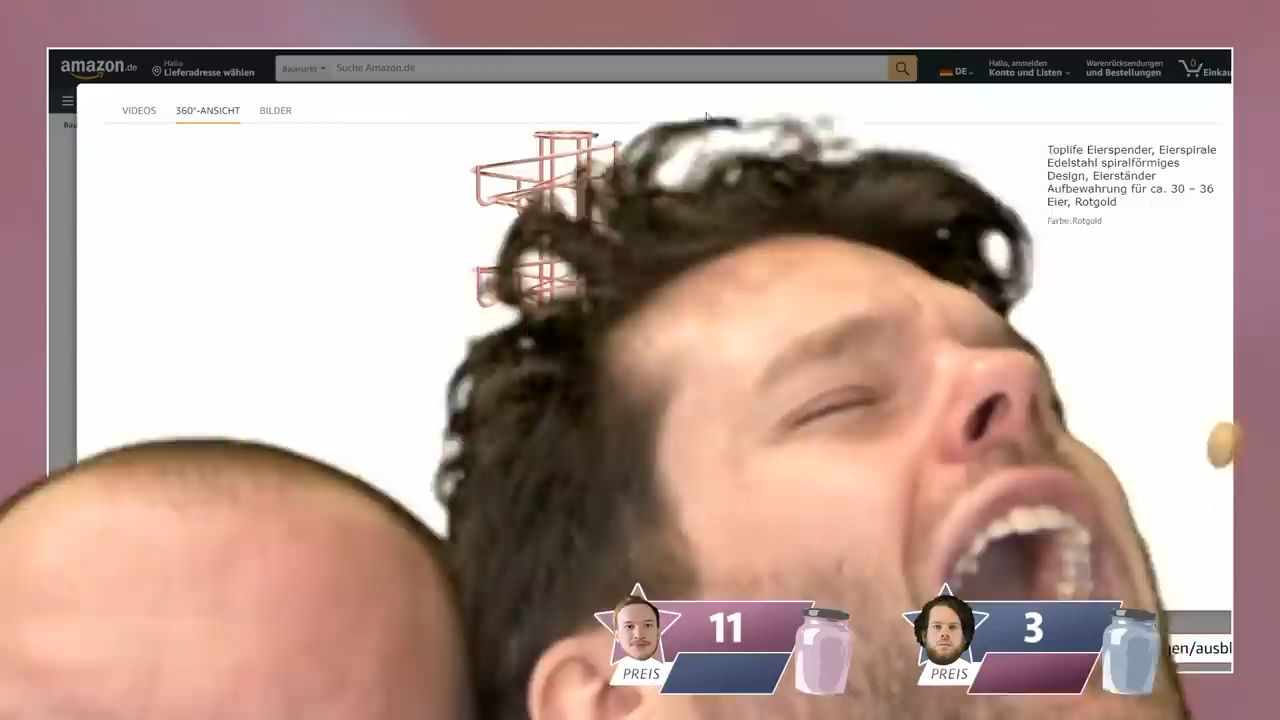 amazon.de
Hallo
Lieferadresse wählen
Baumarkt
Suche Amazon.de
DE
Hallo, anmelden
Konto und Listen
Warenrücksendungen
und Bestellungen
0
Einkau
Bau
VIDEOS
360°-ANSICHT
BILDER
Toplife Eierspender, Eierspirale
Edelstahl spiralförmiges
Design, Eierständer
Aufbewahrung für ca. 30 – 36
Eier, Rotgold
Farbe:Rotgold
11
PREIS
3
PREIS
en/ausbl